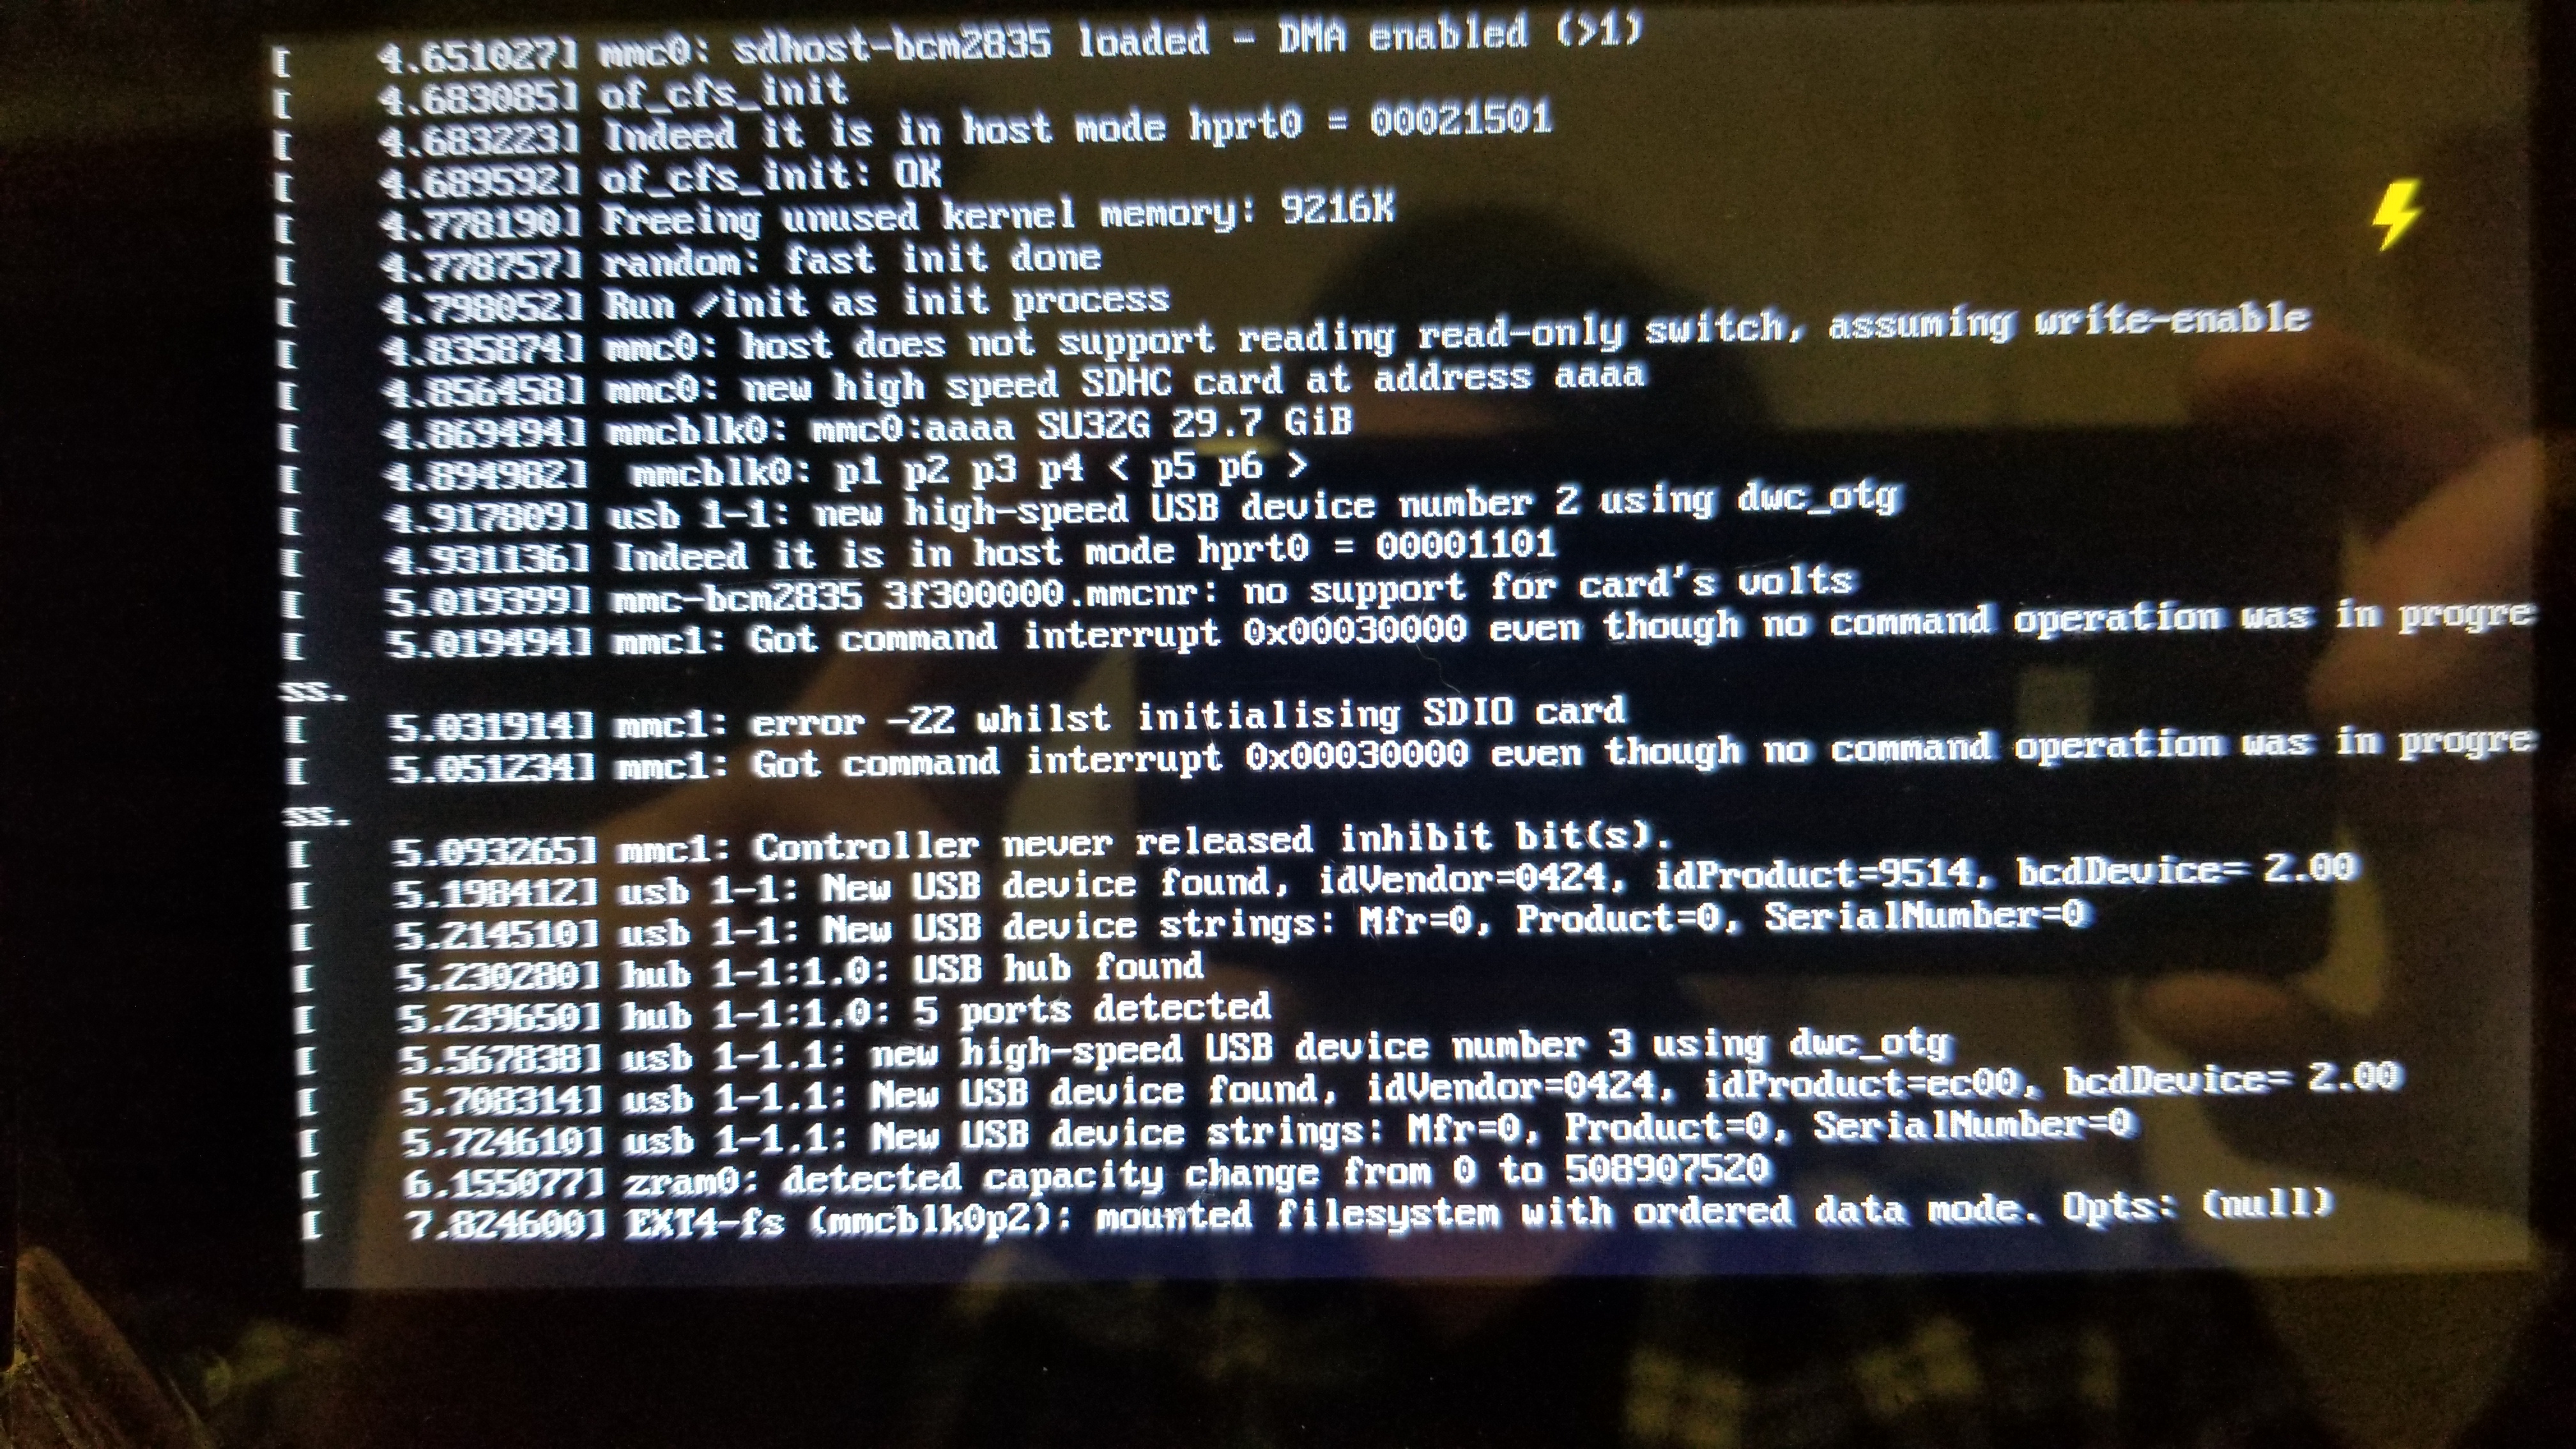 [    4.651027] mmc0: sdhost-bcm2835 loaded - DMA enabled (>1)
[    4.683085] of_cfs_init
[    4.683223] Indeed it is in host mode hprt0 = 00021501
[    4.689592] of_cfs_init: OK
[    4.778190] Freeing unused kernel memory: 9216K
[    4.778757] random: fast init done
[    4.798052] Run /init as init process
[    4.835874] mmc0: host does not support reading read-only switch, assuming write-enable
[    4.856458] mmc0: new high speed SDHC card at address aaaa
[    4.869494] mmcblk0: mmc0:aaaa SU32G 29.7 GiB
[    4.894982]  mmcblk0: p1 p2 p3 p4 < p5 p6 >
[    4.917809] usb 1-1: new high-speed USB device number 2 using dwc_otg
[    4.931136] Indeed it is in host mode hprt0 = 00001101
[    5.019399] mmc-bcm2835 3f300000.mmcnr: no support for card's volts
[    5.019494] mmc1: Got command interrupt 0x00030000 even though no command operation was in progre
ss.
[    5.031914] mmc1: error -22 whilst initialising SDIO card
[    5.051234] mmc1: Got command interrupt 0x00030000 even though no command operation was in progre
ss.
[    5.093265] mmc1: Controller never released inhibit bit(s).
[    5.198412] usb 1-1: New USB device found, idVendor=0424, idProduct=9514, bcdDevice= 2.00
[    5.214510] usb 1-1: New USB device strings: Mfr=0, Product=0, SerialNumber=0
[    5.230280] hub 1-1:1.0: USB hub found
[    5.239650] hub 1-1:1.0: 5 ports detected
[    5.567838] usb 1-1.1: new high-speed USB device number 3 using dwc_otg
[    5.708314] usb 1-1.1: New USB device found, idVendor=0424, idProduct=ec00, bcdDevice= 2.00
[    5.724610] usb 1-1.1: New USB device strings: Mfr=0, Product=0, SerialNumber=0
[    6.155077] zram0: detected capacity change from 0 to 508907520
[    7.824600] EXT4-fs (mmcblk0p2): mounted filesystem with ordered data mode. Opts: (null)